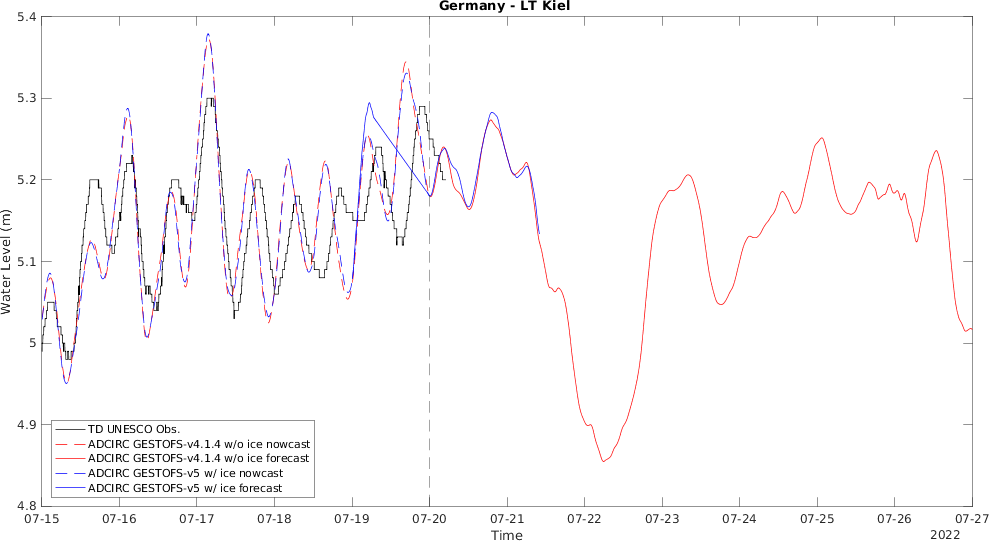 Germany - LT Kiel
5.4
5.3
5.2
5.1
5
4.9
4.8
Water Level (m)
TD UNESCO Obs.
ADCIRC GESTOFS-v4.1.4 w/o ice nowcast
ADCIRC GESTOFS-v4.1.4 w/o ice forecast
ADCIRC GESTOFS-v5 w/ ice nowcast
ADCIRC GESTOFS-v5 w/ ice forecast
07-15 07-16 07-17 07-18 07-19 07-20 07-21 07-22 07-23 07-24 07-25 07-26 07-27
Time
2022